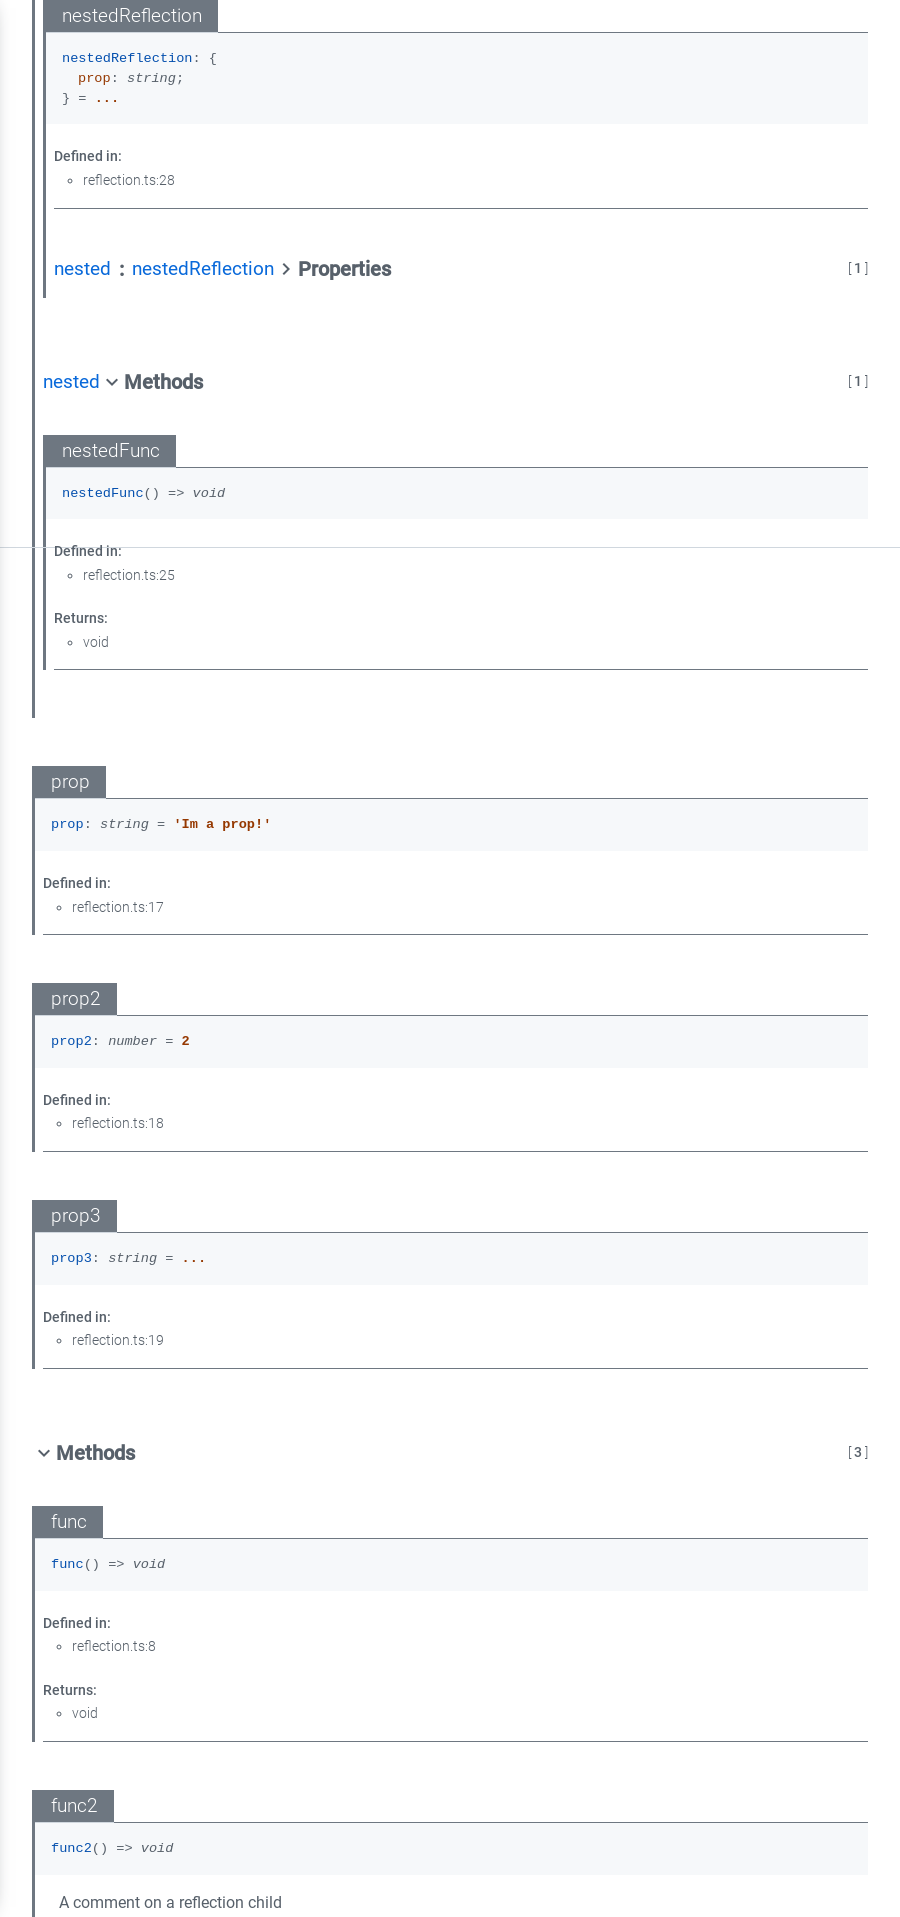 nestedReflection
nestedReflection: {
prop: string;
} = ...
Defined in:
reflection.ts:28
nested : nestedReflection > Properties [ 1 ]
nested Methods [ 1 ]
nestedFunc
nestedFunc() => void
Defined in:
reflection.ts:25
Returns:
void
prop
prop: string = 'Im a prop!'
Defined in:
reflection.ts:17
prop2
prop2: number = 2
Defined in:
reflection.ts:18
prop3
prop3: string = ...
Defined in:
reflection.ts:19
Methods [ 3 ]
func
func() => void
Defined in:
reflection.ts:8
Returns:
void
func2
func2() => void
A comment on a reflection child